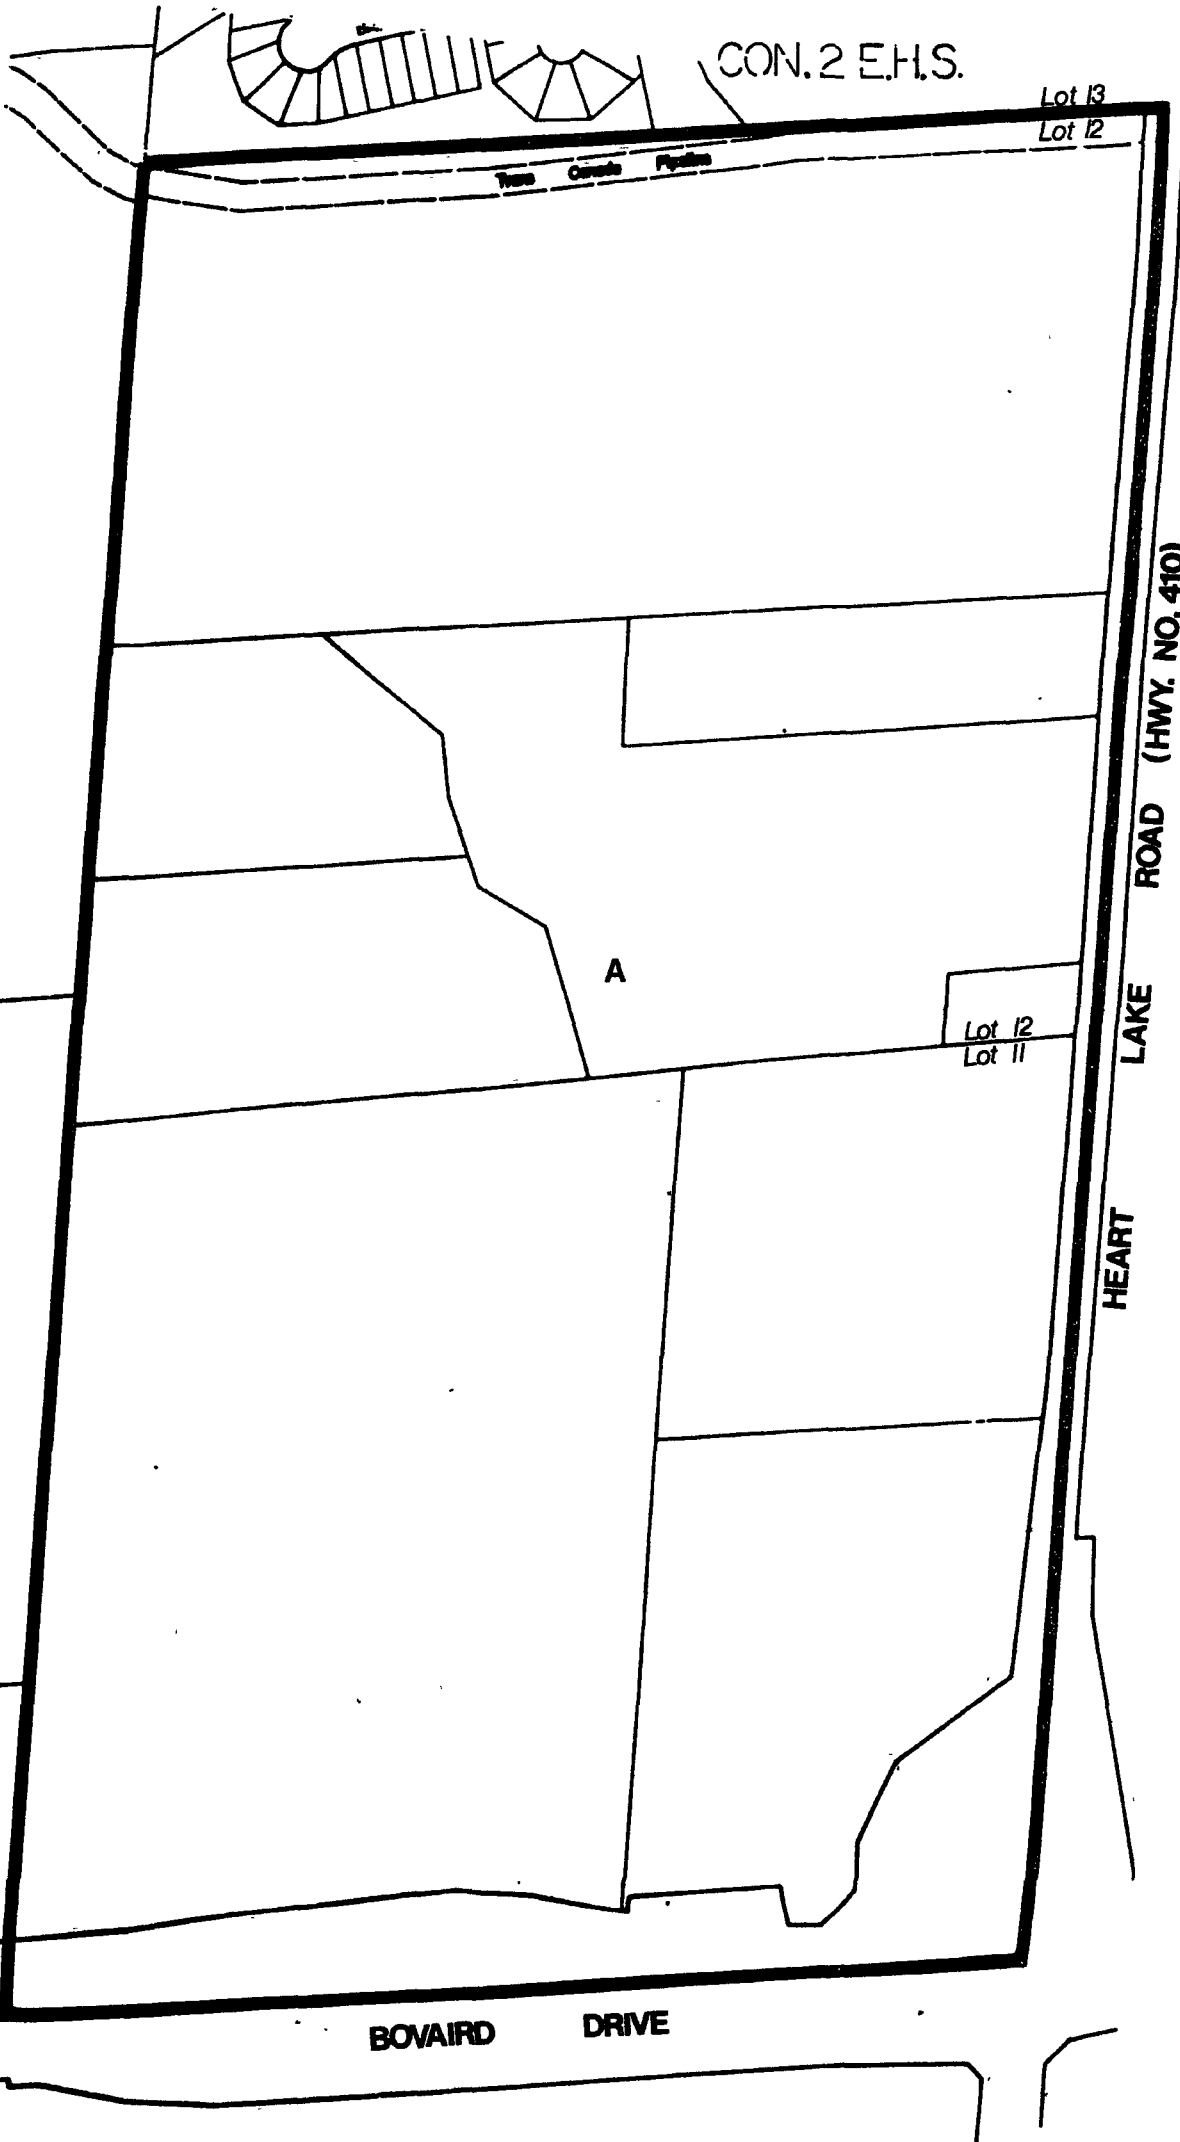 CON. 2 E.H.S.
Lot 13
Lot 12
Trans Canada Pipeline
HEART LAKE ROAD (HWY. NO. 410)
A
Lot 12
Lot 11
BOVAIRD DRIVE